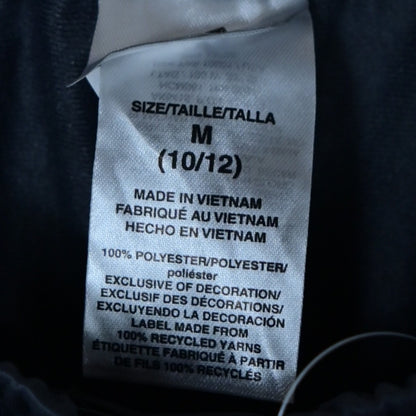 SIZE/TAILLE/TALLA
M
(10/12)
MADE IN VIETNAM
FABRIQUÉ AU VIETNAM
HECHO EN VIETNAM
100% POLYESTER/POLYESTER/
poliéster
EXCLUSIVE OF DECORATION/
EXCLUSIF DES DÉCORATIONS/
EXCLUYENDO LA DECORACIÓN
LABEL MADE FROM
100% RECYCLED YARNS
ÉTIQUETTE FABRIQUÉ À PARTIR
DE FILS 100% RECYCLÉS